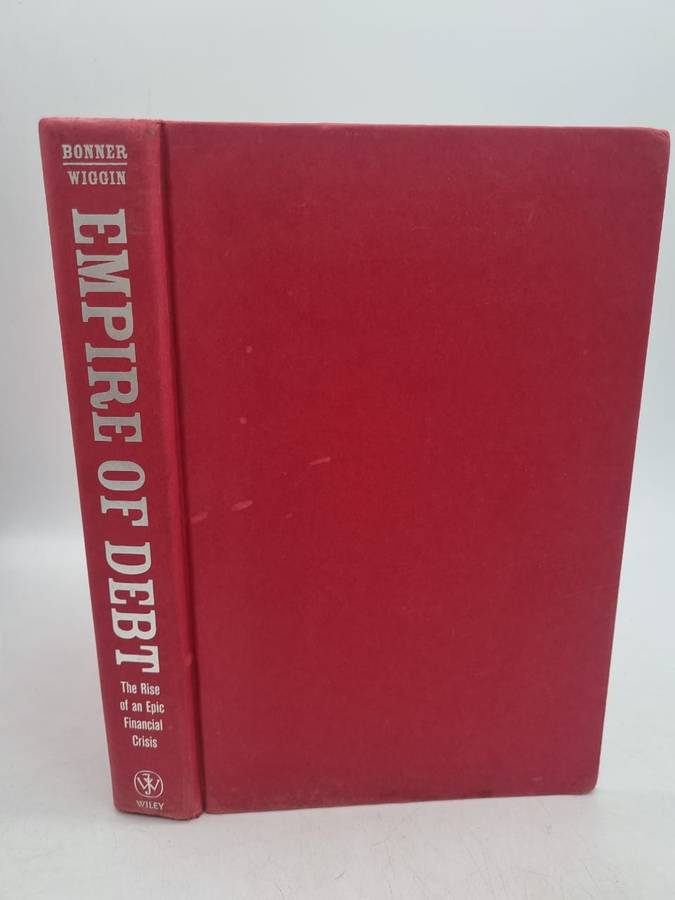 BONNER
WIGGIN
EMPIRE OF DEBT
The Rise
of an Epic
Financial
Crisis
WILEY